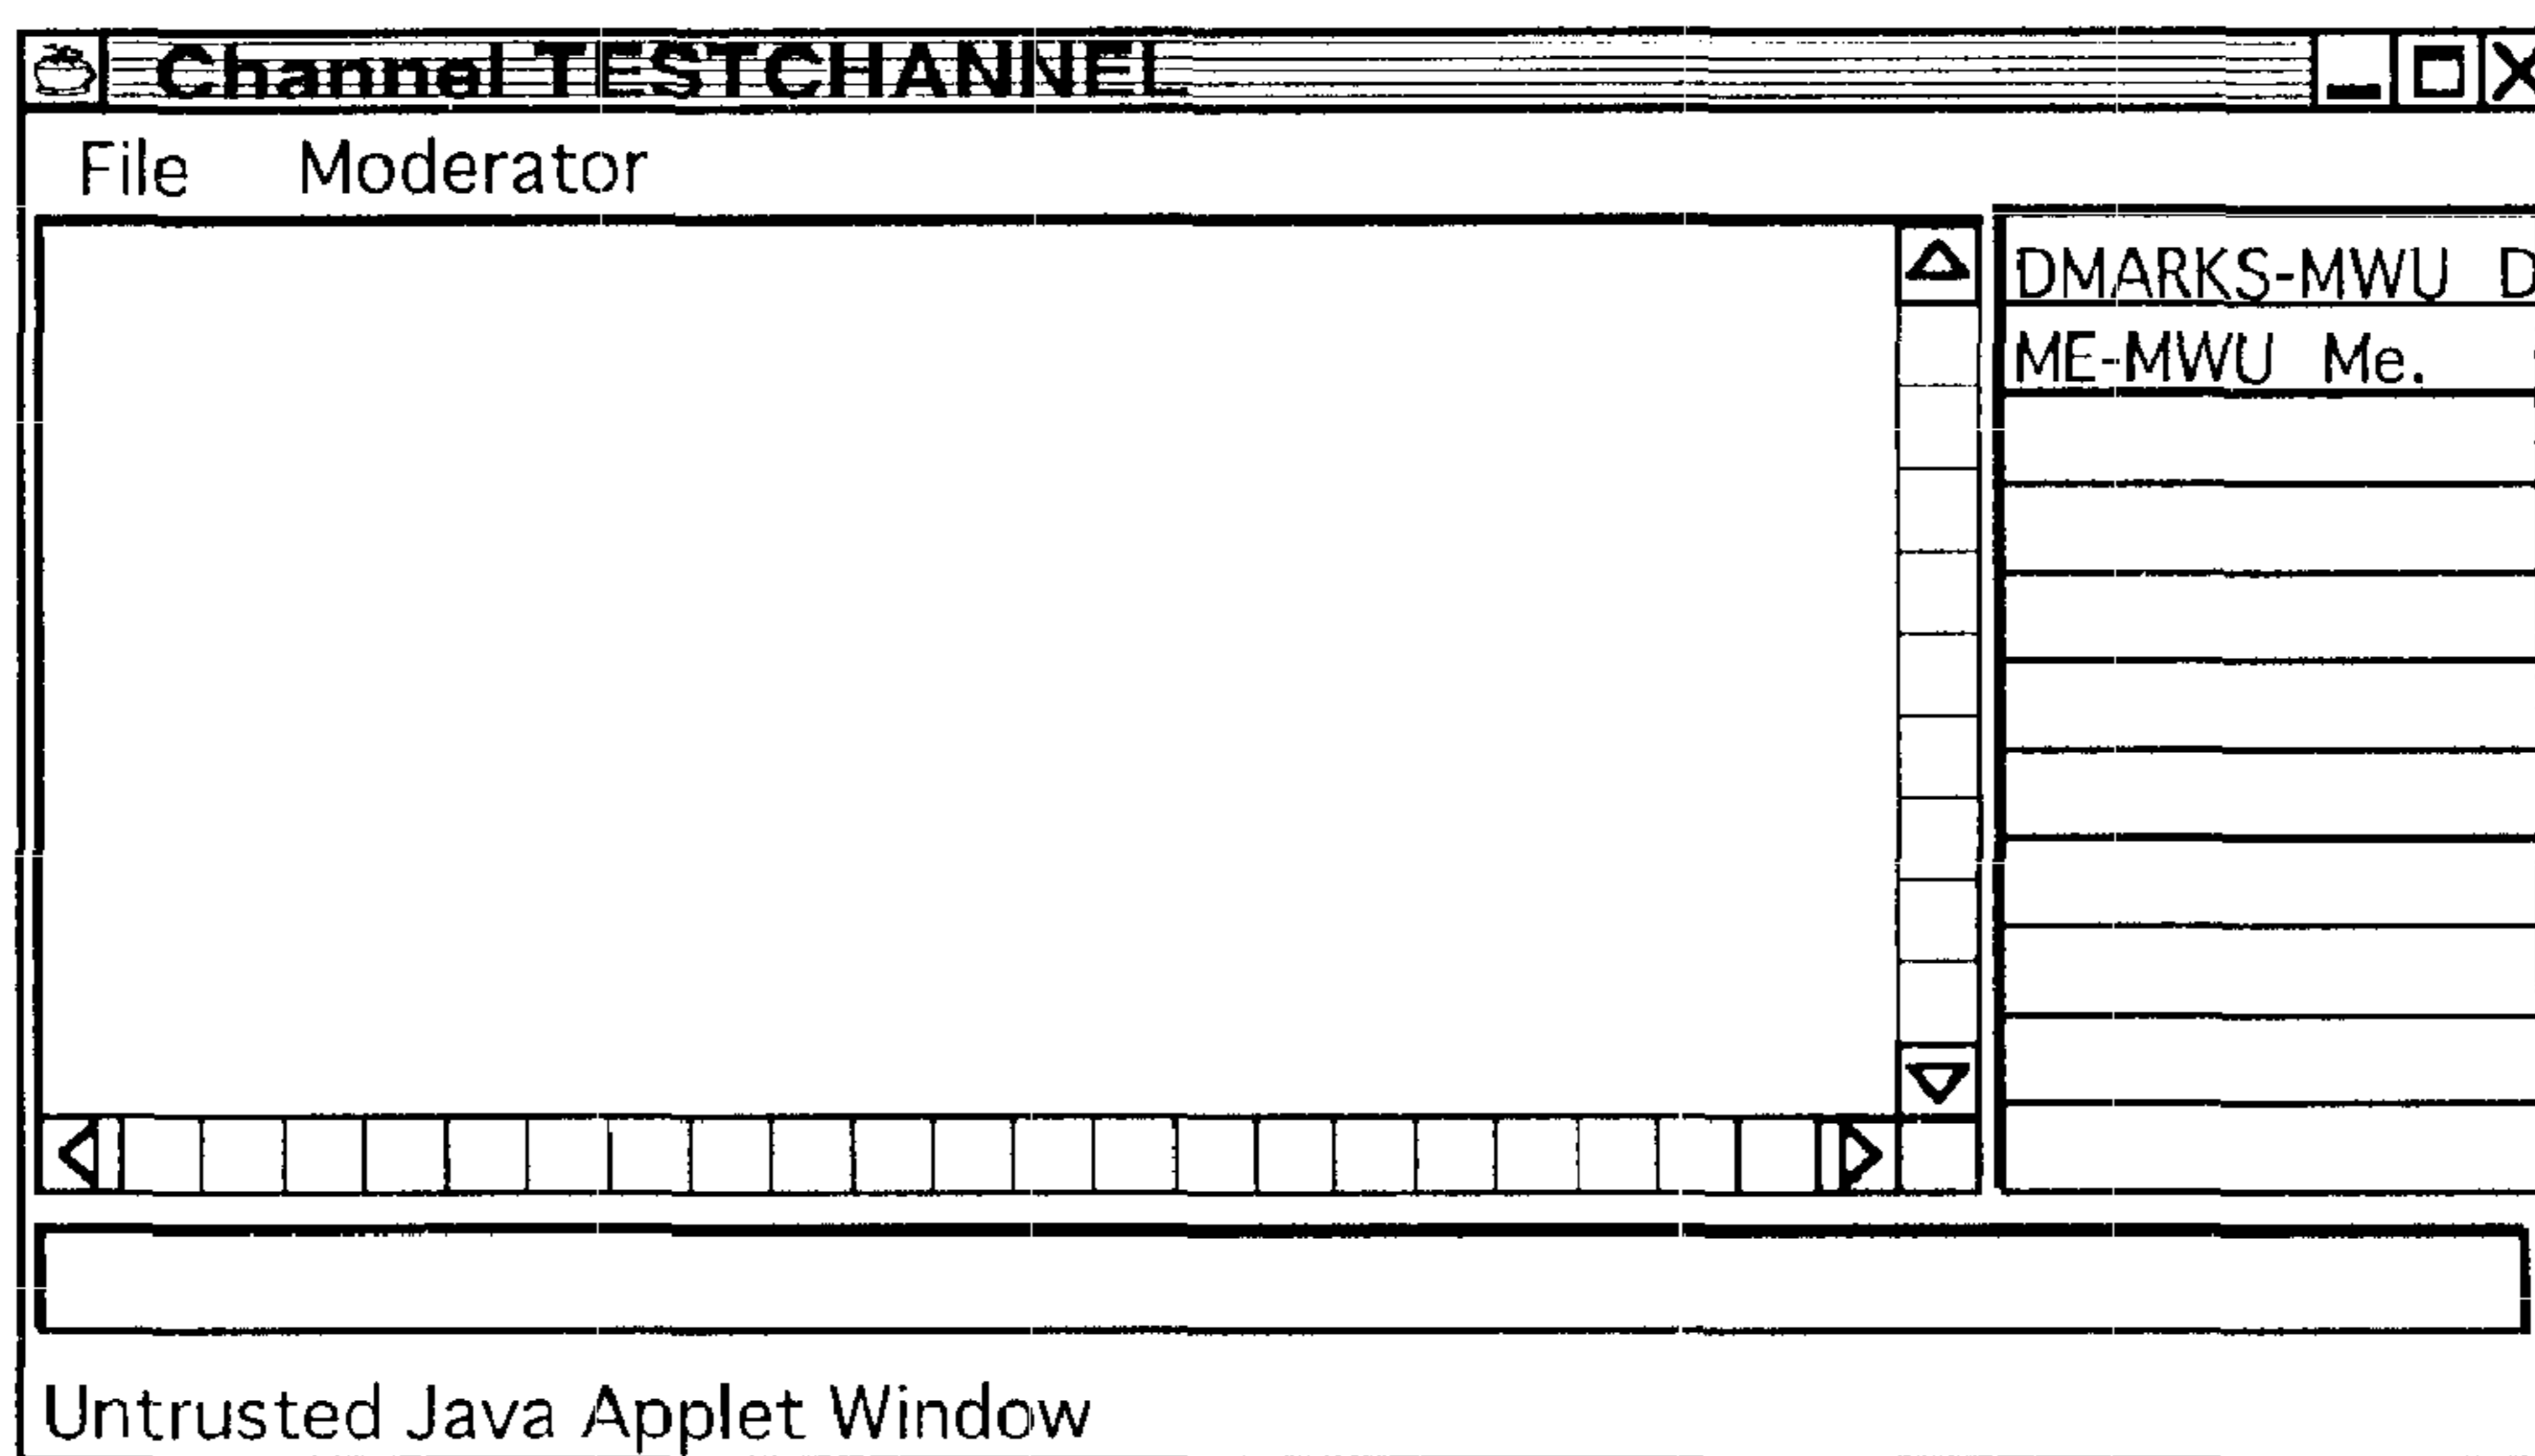 Channel TESTCHANNEL
File Moderator
DMARKS-MWU D
ME-MWU Me.
Untrusted Java Applet Window